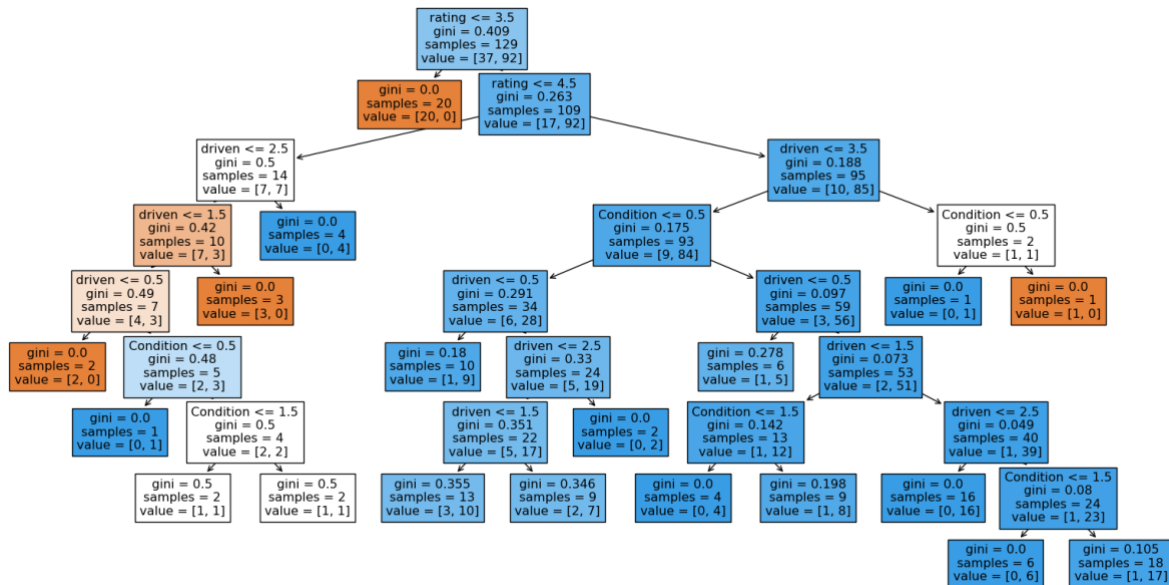 rating <= 3.5
gini = 0.409
samples = 129
value = [37, 92]
gini = 0.0
samples = 20
value = [20, 0]
rating <= 4.5
gini = 0.263
samples = 109
value = [17, 92]
driven <= 2.5
gini = 0.5
samples = 14
value = [7, 7]
driven <= 3.5
gini = 0.188
samples = 95
value = [10, 85]
driven <= 1.5
gini = 0.42
samples = 10
value = [7, 3]
gini = 0.0
samples = 4
value = [0, 4]
Condition <= 0.5
gini = 0.175
samples = 93
value = [9, 84]
Condition <= 0.5
gini = 0.5
samples = 2
value = [1, 1]
driven <= 0.5
gini = 0.49
samples = 7
value = [4, 3]
gini = 0.0
samples = 3
value = [3, 0]
driven <= 0.5
gini = 0.291
samples = 34
value = [6, 28]
driven <= 0.5
gini = 0.097
samples = 59
value = [3, 56]
gini = 0.0
samples = 1
value = [0, 1]
gini = 0.0
samples = 1
value = [1, 0]
gini = 0.0
samples = 2
value = [2, 0]
Condition <= 0.5
gini = 0.48
samples = 5
value = [2, 3]
gini = 0.18
samples = 10
value = [1, 9]
driven <= 2.5
gini = 0.33
samples = 24
value = [5, 19]
gini = 0.278
samples = 6
value = [1, 5]
driven <= 1.5
gini = 0.073
samples = 53
value = [2, 51]
gini = 0.0
samples = 1
value = [0, 1]
Condition <= 1.5
gini = 0.5
samples = 4
value = [2, 2]
driven <= 1.5
gini = 0.351
samples = 22
value = [5, 17]
gini = 0.0
samples = 2
value = [0, 2]
Condition <= 1.5
gini = 0.142
samples = 13
value = [1, 12]
driven <= 2.5
gini = 0.049
samples = 40
value = [1, 39]
gini = 0.5
samples = 2
value = [1, 1]
gini = 0.5
samples = 2
value = [1, 1]
gini = 0.355
samples = 13
value = [3, 10]
gini = 0.346
samples = 9
value = [2, 7]
gini = 0.0
samples = 4
value = [0, 4]
gini = 0.198
samples = 9
value = [1, 8]
gini = 0.0
samples = 16
value = [0, 16]
Condition <= 1.5
gini = 0.08
samples = 24
value = [1, 23]
gini = 0.0
samples = 6
value = [0, 6]
gini = 0.105
samples = 18
value = [1, 17]